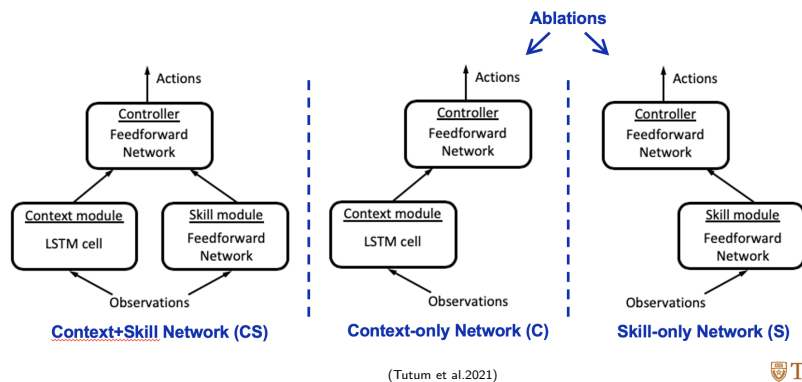 Ablations
Actions
Controller
Feedforward
Network
Context module
LSTM cell
Skill module
Feedforward
Network
Observations
Context+Skill Network (CS)
Actions
Controller
Feedforward
Network
Context module
LSTM cell
Observations
Context-only Network (C)
Actions
Controller
Feedforward
Network
Skill module
Feedforward
Network
Observations
Skill-only Network (S)
(Tutum et al.2021)
T